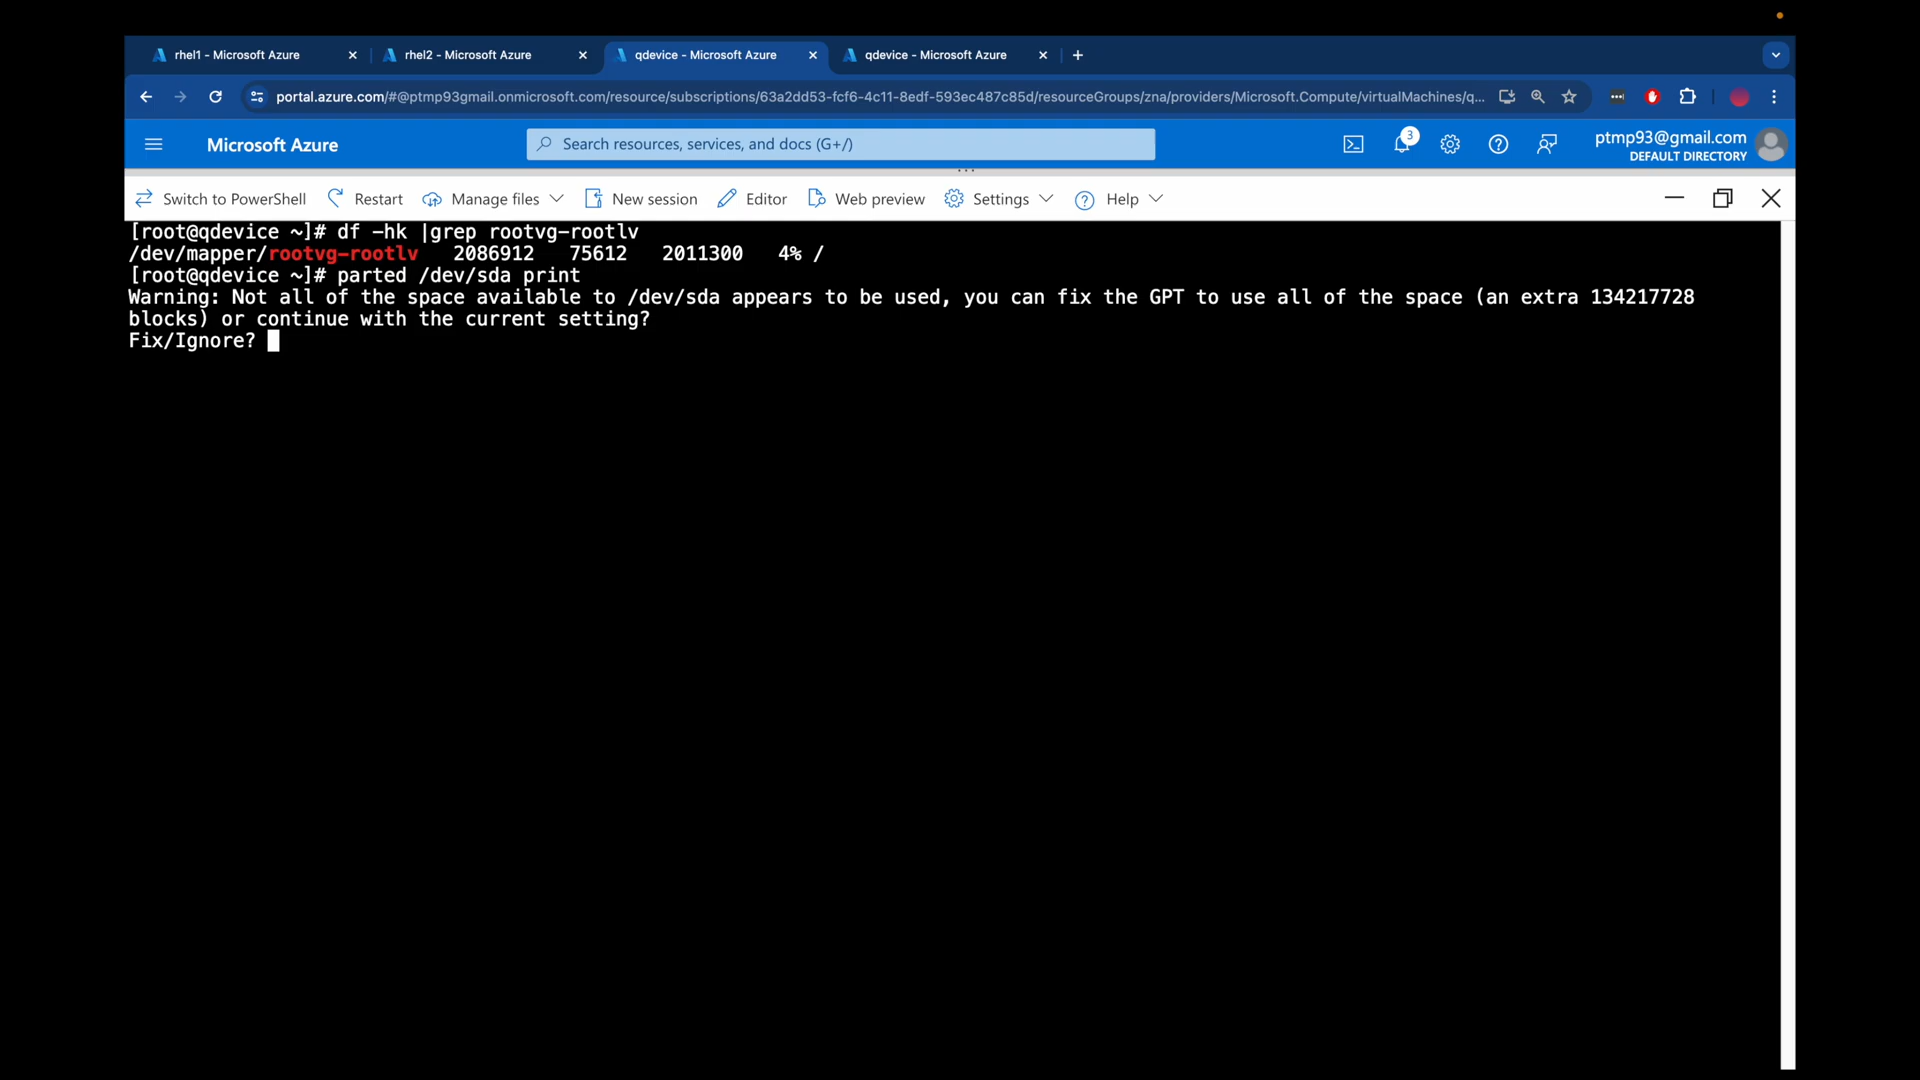 rhel1 - Microsoft Azure
rhel2 - Microsoft Azure
qdevice - Microsoft Azure
qdevice - Microsoft Azure
portal.azure.com/#@ptmp93gmail.onmicrosoft.com/resource/subscriptions/63a2dd53-fcf6-4c11-8edf-593ec487c85d/resourceGroups/zna/providers/Microsoft.Compute/virtualMachines/q...
Microsoft Azure
Search resources, services, and docs (G+/)
3
ptmp93@gmail.com
DEFAULT DIRECTORY
Switch to PowerShell
Restart
Manage files
New session
Editor
Web preview
Settings
Help
[root@qdevice ~]# df -hk |grep rootvg-rootlv
/dev/mapper/rootvg-rootlv   2086912   75612   2011300   4% /
[root@qdevice ~]# parted /dev/sda print
Warning: Not all of the space available to /dev/sda appears to be used, you can fix the GPT to use all of the space (an extra 134217728
blocks) or continue with the current setting?
Fix/Ignore?